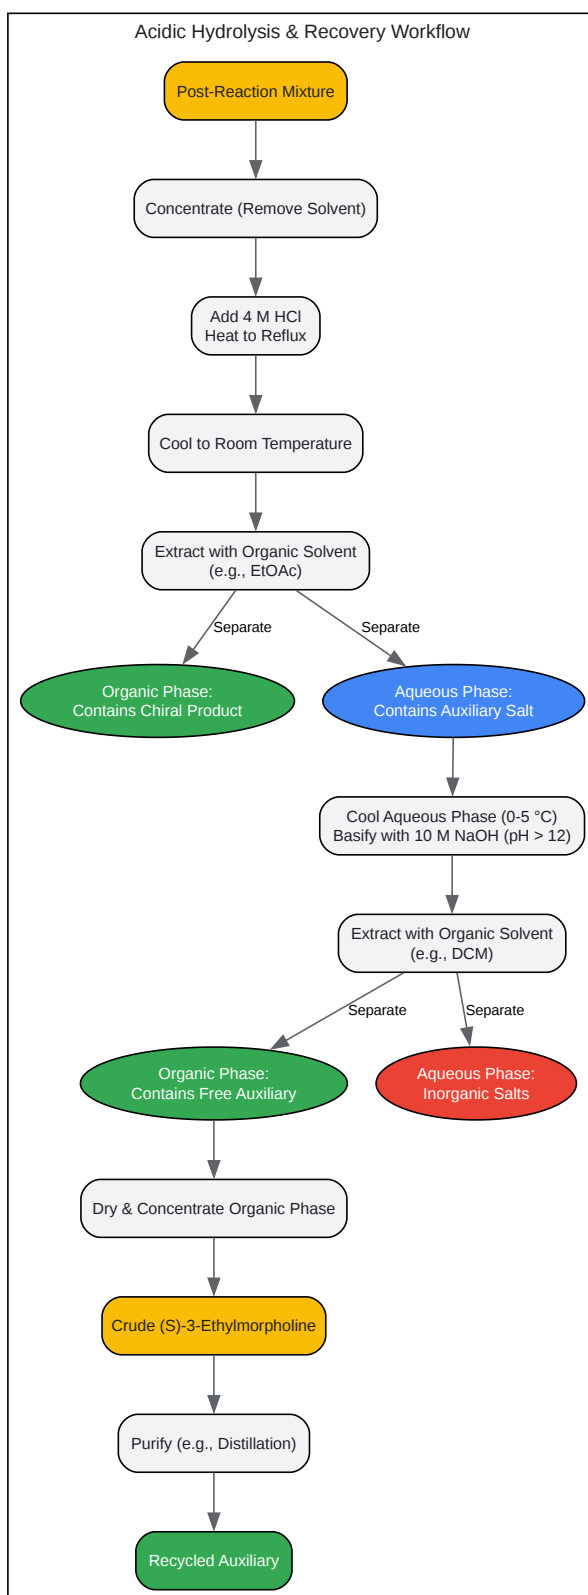 Acidic Hydrolysis & Recovery Workflow
Post-Reaction Mixture
Concentrate (Remove Solvent)
Add 4 M HCl
Heat to Reflux
Cool to Room Temperature
Extract with Organic Solvent
(e.g., EtOAc)
Separate
Separate
Organic Phase:
Contains Chiral Product
Aqueous Phase:
Contains Auxiliary Salt
Cool Aqueous Phase (0-5 °C)
Basify with 10 M NaOH (pH > 12)
Extract with Organic Solvent
(e.g., DCM)
Separate
Separate
Organic Phase:
Contains Free Auxiliary
Aqueous Phase:
Inorganic Salts
Dry & Concentrate Organic Phase
Crude (S)-3-Ethylmorpholine
Purify (e.g., Distillation)
Recycled Auxiliary